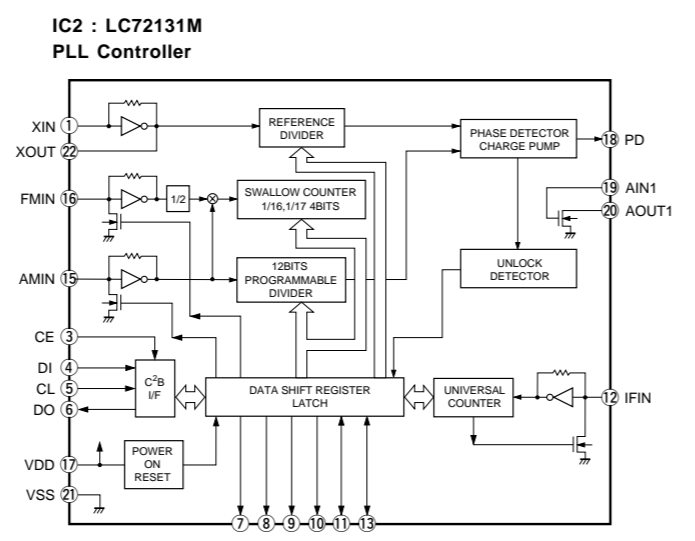 IC2 : LC72131M
PLL Controller
XIN 1
XOUT 22
REFERENCE
DIVIDER
PHASE DETECTOR
CHARGE PUMP
18 PD
FMIN 16
1/2
SWALLOW COUNTER
1/16,1/17 4BITS
19 AIN1
20 AOUT1
AMIN 15
12BITS
PROGRAMMABLE
DIVIDER
UNLOCK
DETECTOR
CE 3
DI 4
CL 5
DO 6
C²B
I/F
DATA SHIFT REGISTER
LATCH
UNIVERSAL
COUNTER
12 IFIN
VDD 17
POWER
ON
RESET
VSS 21
7 8 9 10 11 13